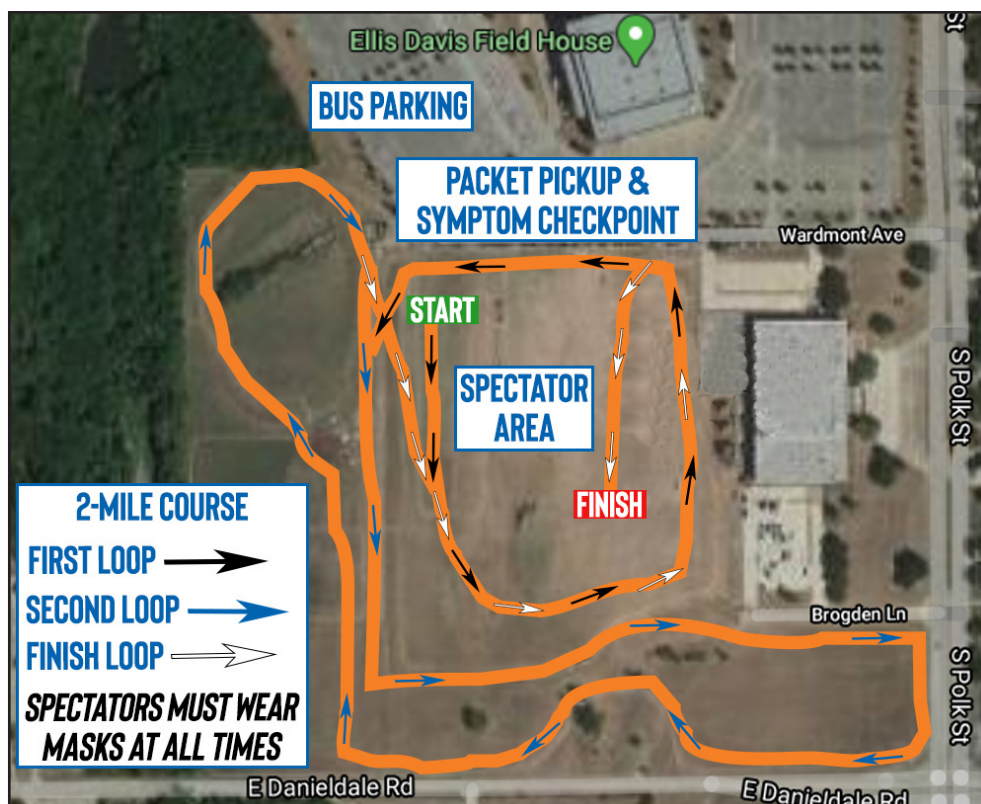 St
Ellis Davis Field House
BUS PARKING
PACKET PICKUP &
SYMPTOM CHECKPOINT
Wardmont Ave
START
SPECTATOR
AREA
S Polk St
FINISH
2-MILE COURSE
FIRST LOOP
SECOND LOOP
FINISH LOOP
SPECTATORS MUST WEAR
MASKS AT ALL TIMES
Brogden Ln
S Polk St
E Danieldale Rd
E Danieldale Rd